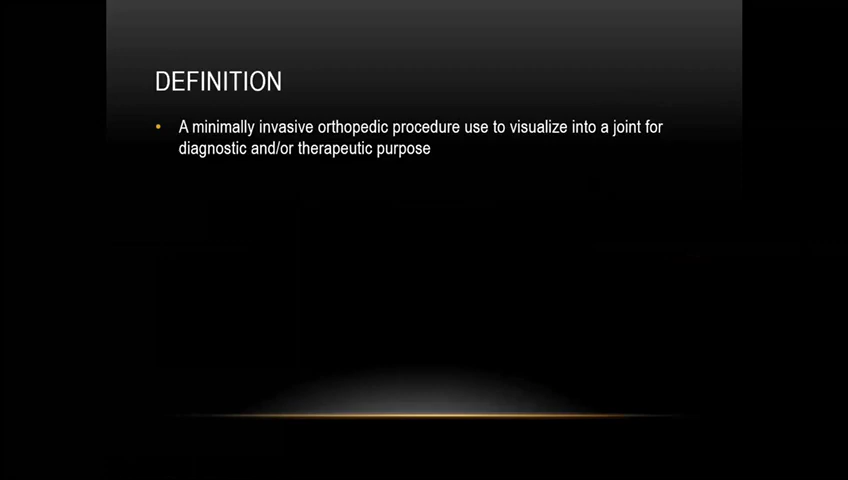 DEFINITION
• A minimally invasive orthopedic procedure use to visualize into a joint for
diagnostic and/or therapeutic purpose